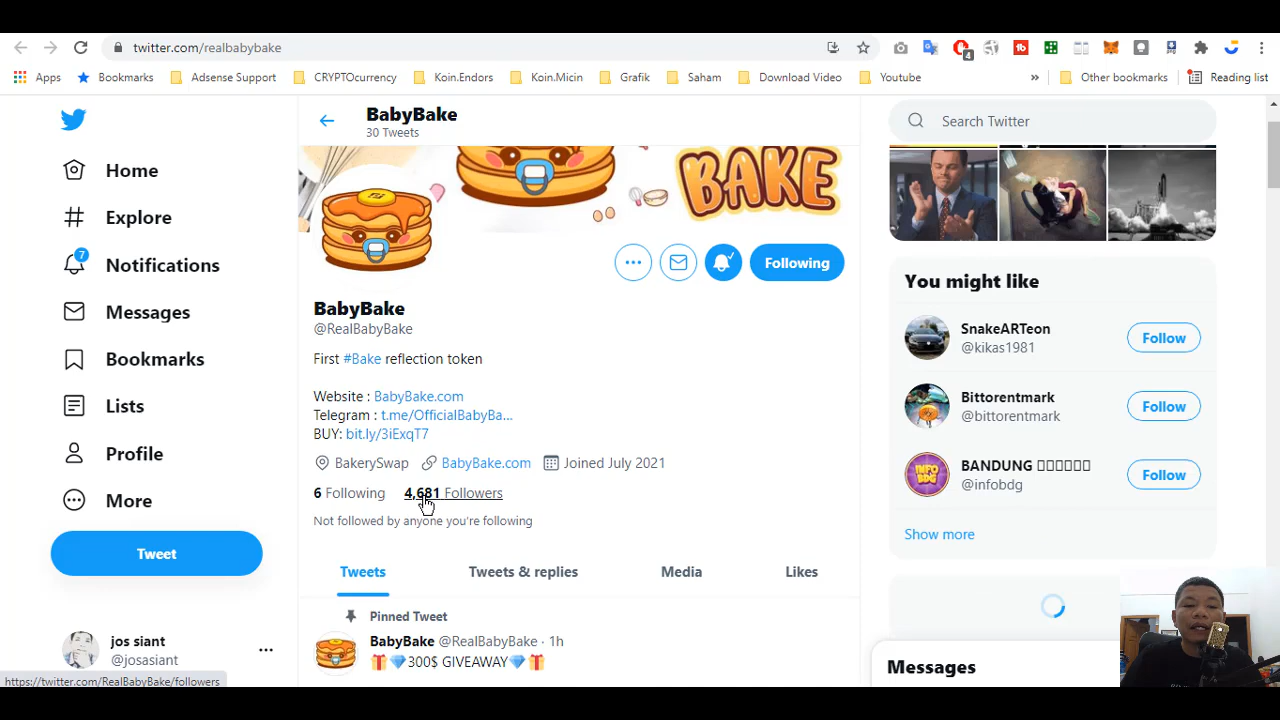 twitter.com/realbabybake
4
Apps
Bookmarks
Adsense Support
CRYPTOcurrency
Koin.Endors
Koin.Micin
Grafik
Saham
Download Video
Youtube
»
Other bookmarks
Reading list
BabyBake
30 Tweets
Search Twitter
Home
Explore
7
Notifications
Messages
Bookmarks
Lists
Profile
More
Tweet
jos siant
@josasiant
BAKE
Following
BabyBake
@RealBabyBake
First #Bake reflection token
Website : BabyBake.com
Telegram : t.me/OfficialBabyBa...
BUY: bit.ly/3iExqT7
BakerySwap BabyBake.com Joined July 2021
6 Following 4,681 Followers
Not followed by anyone you're following
Tweets Tweets & replies Media Likes
Pinned Tweet
BabyBake @RealBabyBake · 1h
🎁💎300$ GIVEAWAY💎🎁
You might like
SnakeARTeon
@kikas1981
Follow
Bittorentmark
@bittorentmark
Follow
INFO
BDG
BANDUNG
@infobdg
Follow
Show more
Messages
https://twitter.com/RealBabyBake/followers